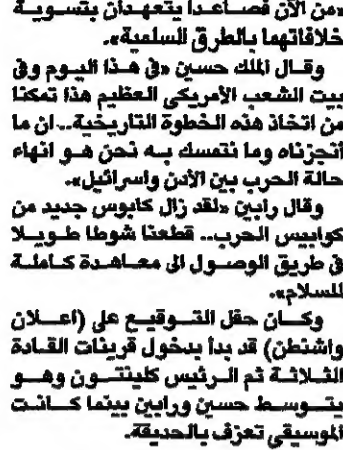 «من الآن فصاعداً يتعهدان بتسوية
خلافاتهما بالطرق السلمية».
وقال الملك حسين «في هذا اليوم وفي
بيت الشعب الأمريكي العظيم هذا تمكنا
من اتخاذ هذه الخطوة التاريخية.. ان ما
أنجزناه وما نتمسك به نحن هو انهاء
حالة الحرب بين الأدن واسرائيل».
وقال رابين «لقد زال كابوس جديد من
كوابيس الحرب.. قطعنا شوطا طويلا
في طريق الوصول الى معاهدة كاملة
للسلام».
وكان حفل التوقيع على (اعلان
واشنطن) قد بدأ بدخول قرينات القادة
الثلاثة ثم الرئيس كلينتون وهو
يتوسط حسين ورابين بينما كانت
الموسيقى تعزف بالحديقة.